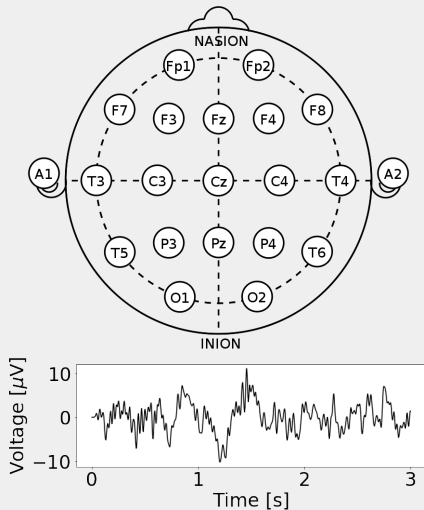 NASION
Fp1 Fp2
F7 F3 Fz F4 F8
A1 T3 C3 Cz C4 T4 A2
T5 P3 Pz P4 T6
O1 O2
INION
Voltage [μV]
10
0
−10
0 1 2 3
Time [s]